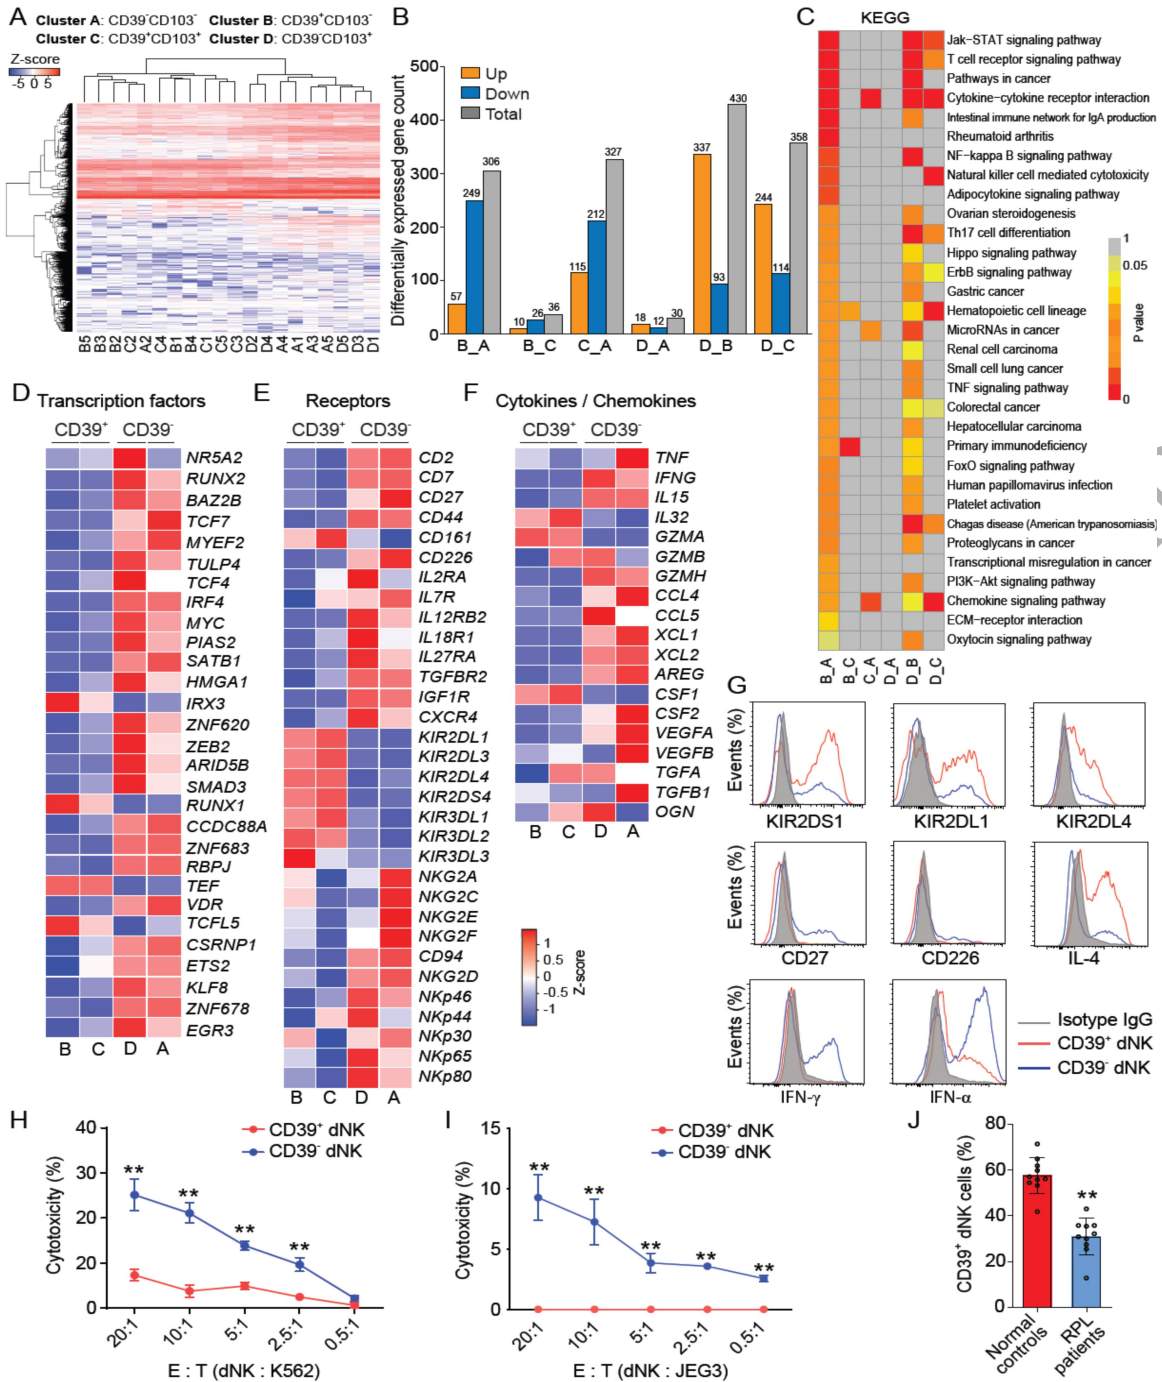 A
Cluster A: CD39⁻CD103⁻ Cluster B: CD39⁺CD103⁻
Cluster C: CD39⁺CD103⁺ Cluster D: CD39⁻CD103⁺
Z-score
-5 0 5
B5 B3 B2 C2 A2 C4 B1 B4 C1 C5 C3 D2 D4 A4 A1 A3 A5 D5 D3 D1
B
Differentially expressed gene count
500
400
300
200
100
0
Up
Down
Total
57 249 306
10 26 36
115 212 327
18 12 30
337 93 430
244 114 358
B_A B_C C_A D_A D_B D_C
C
KEGG
Jak-STAT signaling pathway
T cell receptor signaling pathway
Pathways in cancer
Cytokine-cytokine receptor interaction
Intestinal immune network for IgA production
Rheumatoid arthritis
NF-kappa B signaling pathway
Natural killer cell mediated cytotoxicity
Adipocytokine signaling pathway
Ovarian steroidogenesis
Th17 cell differentiation
Hippo signaling pathway
ErbB signaling pathway
Gastric cancer
Hematopoietic cell lineage
MicroRNAs in cancer
Renal cell carcinoma
Small cell lung cancer
TNF signaling pathway
Colorectal cancer
Hepatocellular carcinoma
Primary immunodeficiency
FoxO signaling pathway
Human papillomavirus infection
Platelet activation
Chagas disease (American trypanosomiasis)
Proteoglycans in cancer
Transcriptional misregulation in cancer
PI3K-Akt signaling pathway
Chemokine signaling pathway
ECM-receptor interaction
Oxytocin signaling pathway
B_A B_C C_A D_A D_B D_C
1
0.05
0
P value
D
Transcription factors
CD39⁺ CD39⁻
NR5A2
RUNX2
BAZ2B
TCF7
MYEF2
TULP4
TCF4
IRF4
MYC
PIAS2
SATB1
HMGA1
IRX3
ZNF620
ZEB2
ARID5B
SMAD3
RUNX1
CCDC88A
ZNF683
RBPJ
TEF
VDR
TCFL5
CSRNP1
ETS2
KLF8
ZNF678
EGR3
B C D A
E
Receptors
CD39⁺ CD39⁻
CD2
CD7
CD27
CD44
CD161
CD226
IL2RA
IL7R
IL12RB2
IL18R1
IL27RA
TGFBR2
IGF1R
CXCR4
KIR2DL1
KIR2DL3
KIR2DL4
KIR2DS4
KIR3DL1
KIR3DL2
KIR3DL3
NKG2A
NKG2C
NKG2E
NKG2F
CD94
NKG2D
NKp46
NKp44
NKp30
NKp65
NKp80
B C D A
F
Cytokines / Chemokines
CD39⁺ CD39⁻
TNF
IFNG
IL15
IL32
GZMA
GZMB
GZMH
CCL4
CCL5
XCL1
XCL2
AREG
CSF1
CSF2
VEGFA
VEGFB
TGFA
TGFB1
OGN
B C D A
1
0.5
0
-0.5
-1
Z-score
G
Events (%)
KIR2DS1 KIR2DL1 KIR2DL4
Events (%)
CD27 CD226 IL-4
Events (%)
IFN-γ IFN-α
Isotype IgG
CD39⁺ dNK
CD39⁻ dNK
H
Cytotoxicity (%)
40
30
20
20
0
CD39⁺ dNK
CD39⁻ dNK
** ** ** **
20:1 10:1 5:1 2.5:1 0.5:1
E : T (dNK : K562)
I
Cytotoxicity (%)
15
10
5
0
CD39⁺ dNK
CD39⁻ dNK
** ** ** ** **
20:1 10:1 5:1 2.5:1 0.5:1
E : T (dNK : JEG3)
J
CD39⁺ dNK cells (%)
80
60
40
20
0
**
Normal controls
RPL patients